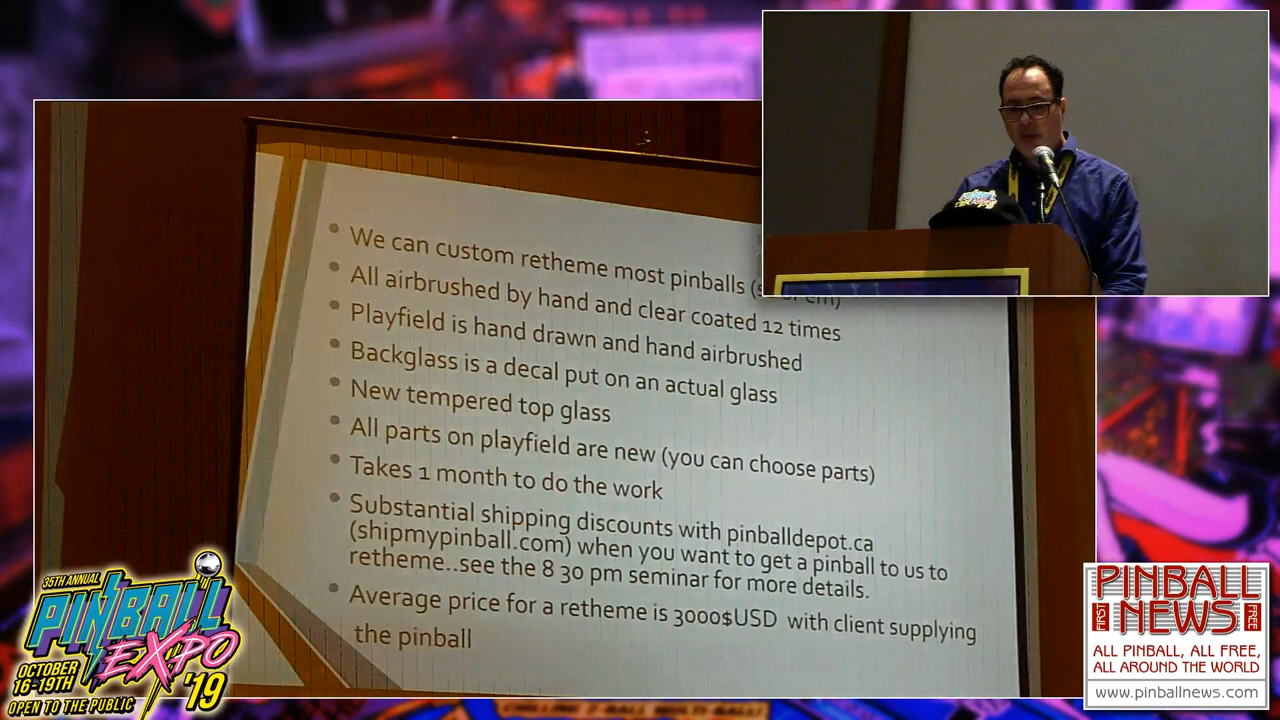 We can custom retheme most pinballs
All airbrushed by hand and clear coated 12 times
Playfield is hand drawn and hand airbrushed
Backglass is a decal put on an actual glass
New tempered top glass
All parts on playfield are new (you can choose parts)
Takes 1 month to do the work
Substantial shipping discounts with pinballdepot.ca
(shipmypinball.com) when you want to get a pinball to us to
retheme..see the 8 30 pm seminar for more details.
Average price for a retheme is 3000$USD with client supplying
the pinball
PINBALL
EXPO
35TH ANNUAL
PINBALL
EXPO
OCTOBER
16-19TH
'19
OPEN TO THE PUBLIC
PINBALL
FIRST NEWS FREE
ALL PINBALL, ALL FREE,
ALL AROUND THE WORLD
www.pinballnews.com